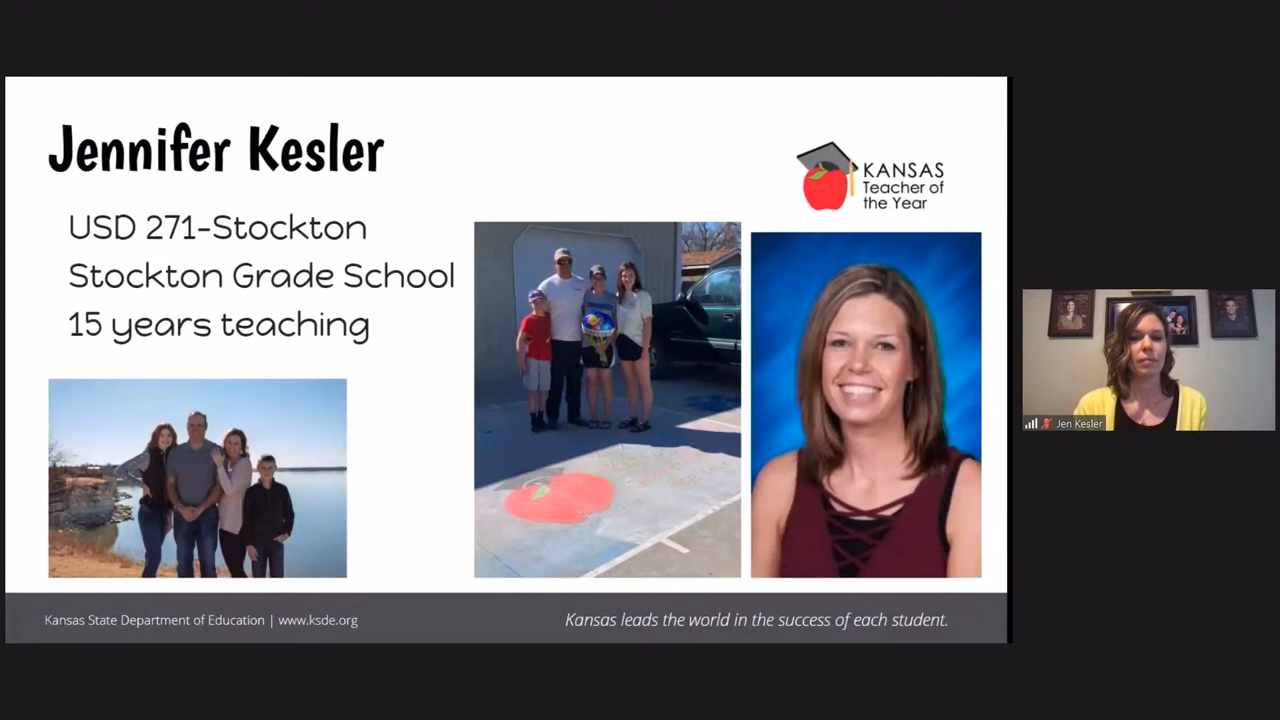 Jennifer Kesler
USD 271-Stockton
Stockton Grade School
15 years teaching
KANSAS
Teacher of
the Year
Jen Kesler
Kansas State Department of Education | www.ksde.org
Kansas leads the world in the success of each student.